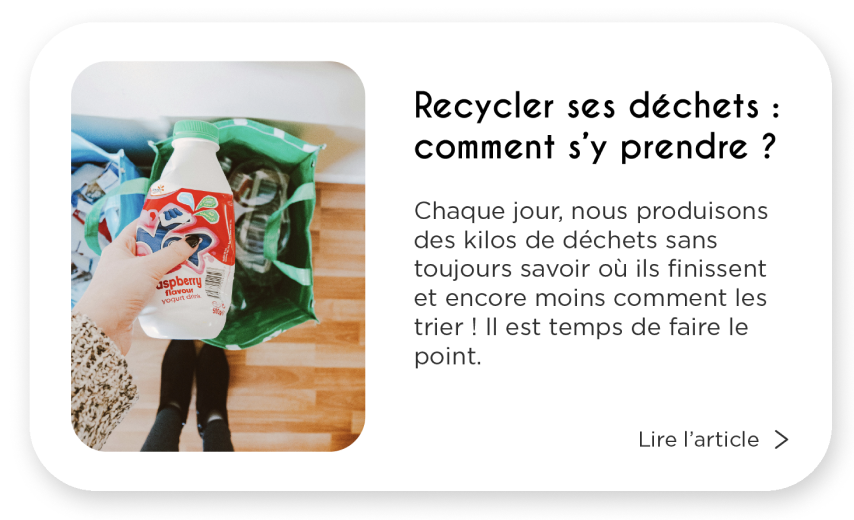 Recycler ses déchets :
comment s'y prendre ?
Chaque jour, nous produisons
des kilos de déchets sans
toujours savoir où ils finissent
et encore moins comment les
trier ! Il est temps de faire le
point.
Lire l'article
aspberry
flavour
yogurt drink